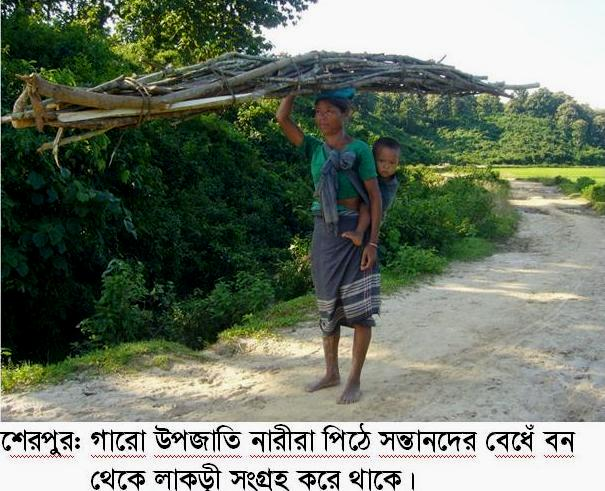 শেরপুর: গারো উপজাতি নারীরা পিঠে সন্তানদের বেধেঁ বন
থেকে লাকড়ী সংগ্রহ করে থাকে।